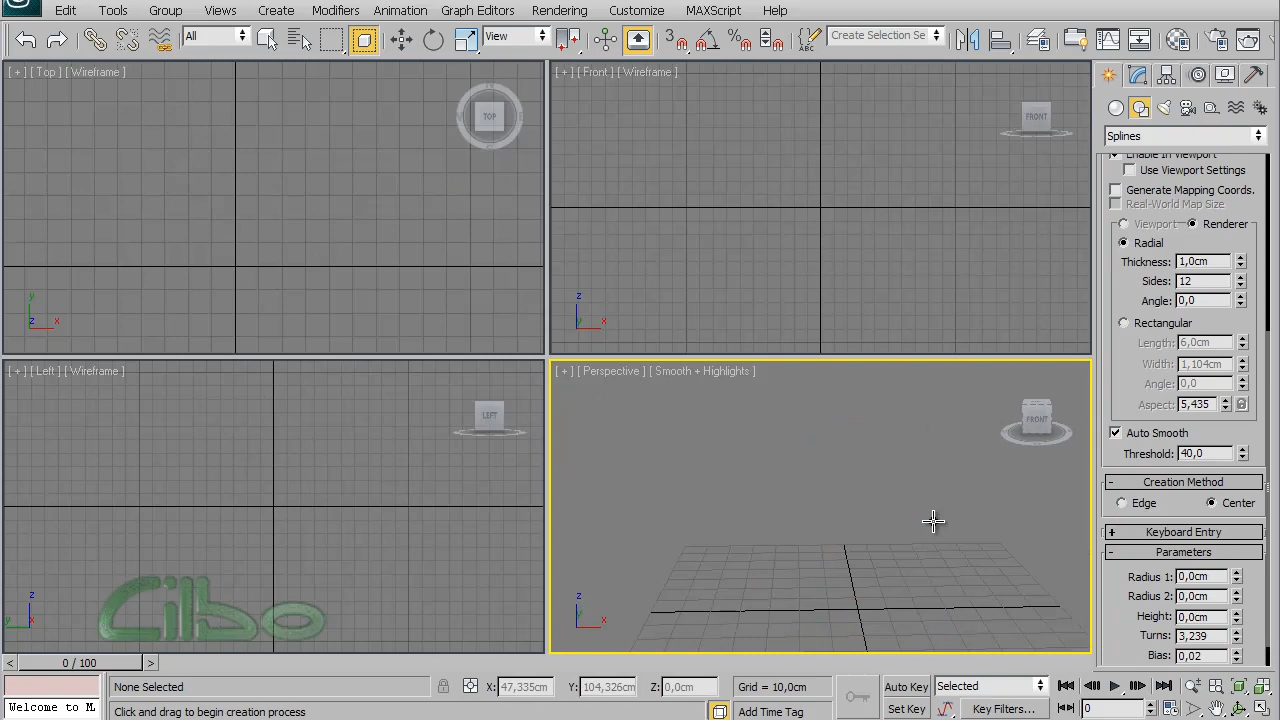 Edit Tools Group Views Create Modifiers Animation Graph Editors Rendering Customize MAXScript Help
All View 3 % ABC Create Selection Se
[ + ] [ Top ] [ Wireframe ]
TOP
y
z x
[ + ] [ Front ] [ Wireframe ]
FRONT
z
y x
[ + ] [ Left ] [ Wireframe ]
LEFT
z
y x
Cilbo
[ + ] [ Perspective ] [ Smooth + Highlights ]
FRONT
z
y x
Splines
Enable In Viewport
Use Viewport Settings
Generate Mapping Coords.
Real-World Map Size
Viewport Renderer
Radial
Thickness: 1,0cm
Sides: 12
Angle: 0,0
Rectangular
Length: 6,0cm
Width: 1,104cm
Angle: 0,0
Aspect: 5,435
Auto Smooth
Threshold: 40,0
- Creation Method
Edge Center
+ Keyboard Entry
- Parameters
Radius 1: 0,0cm
Radius 2: 0,0cm
Height: 0,0cm
Turns: 3,239
Bias: 0,02
< 0 / 100 >
None Selected X: 47,335cm Y: 104,326cm Z: 0,0cm Grid = 10,0cm Auto Key Selected
Welcome to M. Click and drag to begin creation process Add Time Tag Set Key Key Filters... 0